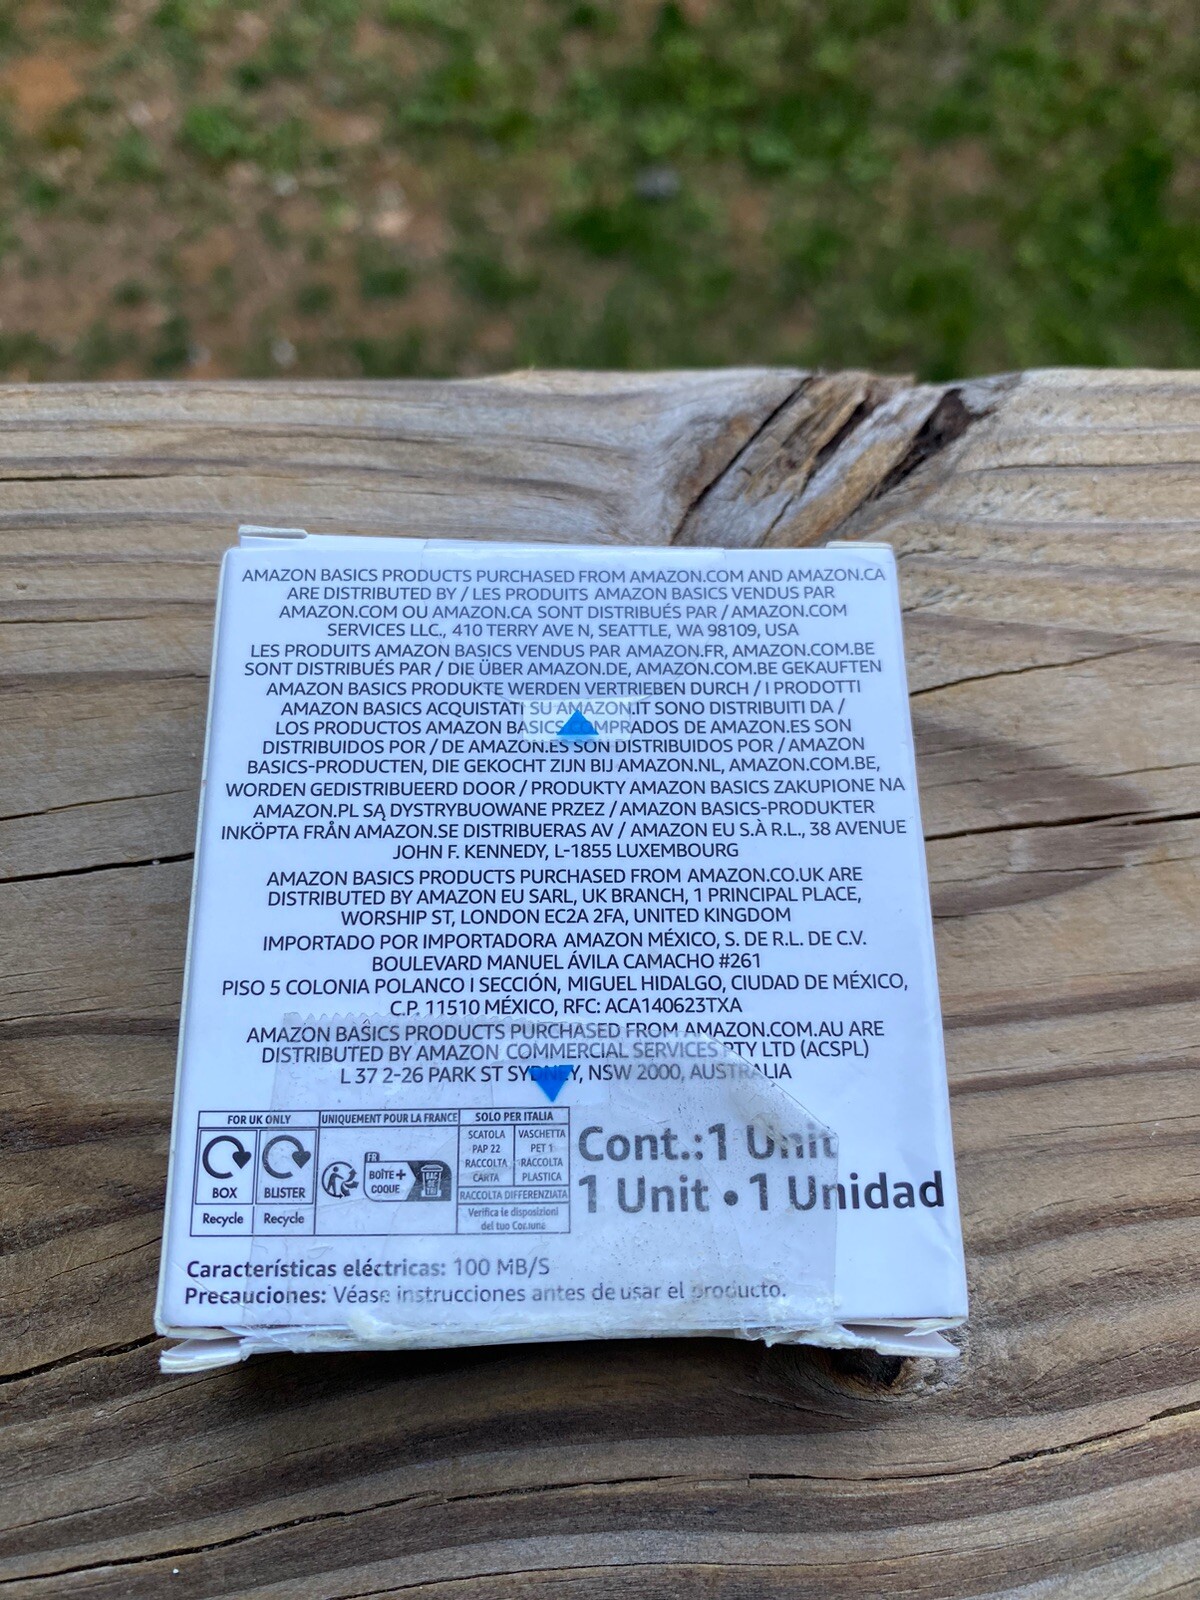 AMAZON BASICS PRODUCTS PURCHASED FROM AMAZON.COM AND AMAZON.CA
ARE DISTRIBUTED BY / LES PRODUITS AMAZON BASICS VENDUS PAR
AMAZON.COM OU AMAZON.CA SONT DISTRIBUÉS PAR / AMAZON.COM
SERVICES LLC., 410 TERRY AVE N, SEATTLE, WA 98109, USA
LES PRODUITS AMAZON BASICS VENDUS PAR AMAZON.FR, AMAZON.COM.BE
SONT DISTRIBUÉS PAR / DIE ÜBER AMAZON.DE, AMAZON.COM.BE GEKAUFTEN
AMAZON BASICS PRODUKTE WERDEN VERTRIEBEN DURCH / I PRODOTTI
AMAZON BASICS ACQUISTATI SU AMAZON.IT SONO DISTRIBUITI DA /
LOS PRODUCTOS AMAZON BASICS COMPRADOS DE AMAZON.ES SON
DISTRIBUIDOS POR / DE AMAZON.ES SON DISTRIBUIDOS POR / AMAZON
BASICS-PRODUCTEN, DIE GEKOCHT ZIJN BIJ AMAZON.NL, AMAZON.COM.BE,
WORDEN GEDISTRIBUEERD DOOR / PRODUKTY AMAZON BASICS ZAKUPIONE NA
AMAZON.PL SĄ DYSTRYBUOWANE PRZEZ / AMAZON BASICS-PRODUKTER
INKÖPTA FRÅN AMAZON.SE DISTRIBUERAS AV / AMAZON EU S.À R.L., 38 AVENUE
JOHN F. KENNEDY, L-1855 LUXEMBOURG
AMAZON BASICS PRODUCTS PURCHASED FROM AMAZON.CO.UK ARE
DISTRIBUTED BY AMAZON EU SARL, UK BRANCH, 1 PRINCIPAL PLACE,
WORSHIP ST, LONDON EC2A 2FA, UNITED KINGDOM
IMPORTADO POR IMPORTADORA AMAZON MÉXICO, S. DE R.L. DE C.V.
BOULEVARD MANUEL ÁVILA CAMACHO #261
PISO 5 COLONIA POLANCO I SECCIÓN, MIGUEL HIDALGO, CIUDAD DE MÉXICO,
C.P. 11510 MÉXICO, RFC: ACA140623TXA
AMAZON BASICS PRODUCTS PURCHASED FROM AMAZON.COM.AU ARE
DISTRIBUTED BY AMAZON COMMERCIAL SERVICES PTY LTD (ACSPL)
L 37 2-26 PARK ST SYDNEY, NSW 2000, AUSTRALIA
FOR UK ONLY
BOX
Recycle
BLISTER
Recycle
UNIQUEMENT POUR LA FRANCE
FR
BOÎTE +
COQUE
BAC DE TRI
SOLO PER ITALIA
SCATOLA
PAP 22
RACCOLTA
CARTA
VASCHETTA
PET 1
RACCOLTA
PLASTICA
RACCOLTA DIFFERENZIATA
Verifica le disposizioni
del tuo Comune
Cont.:1 Unit
1 Unit • 1 Unidad
Características eléctricas: 100 MB/S
Precauciones: Véase instrucciones antes de usar el producto.